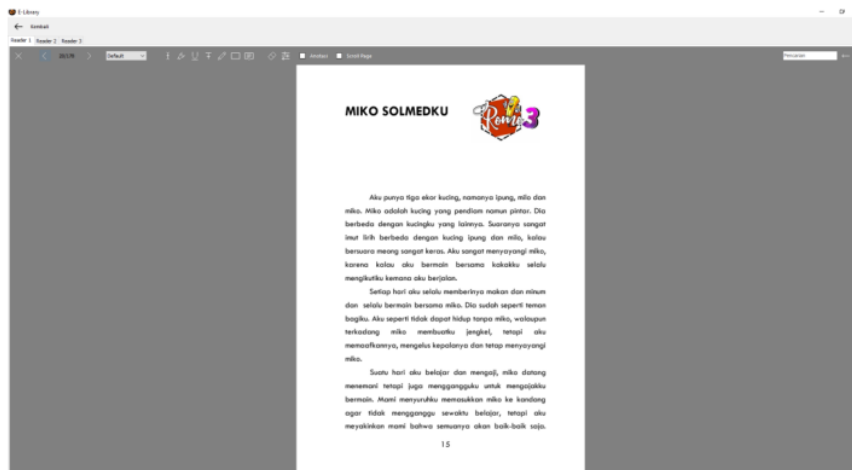 E-Library
Kembali
Reader 1 Reader 2 Reader 3
Default
Anotasi Scroll Page
Pencarian
MIKO SOLMEDKU
Romo 3
Aku punya tiga ekor kucing, namanya ipung, milo dan
miko. Miko adalah kucing yang pendiam namun pintar. Dia
berbeda dengan kucingku yang lainnya. Suaranya sangat
imut lirih berbeda dengan kucing ipung dan milo, kalau
bersuara meong sangat keras. Aku sangat menyayangi miko,
karena kalau aku bermain bersama kakakku selalu
mengikutiku kemana aku berjalan.
Setiap hari aku selalu memberinya makan dan minum
dan selalu bermain bersama miko. Dia sudah seperti teman
bagiku. Aku seperti tidak dapat hidup tanpa miko, walaupun
terkadang miko membuatku jengkel, tetapi aku
memaafkannya, mengelus kepalanya dan tetap menyayangi
miko.
Suatu hari aku belajar dan mengaji, miko datang
menemani tetapi juga menggangguku untuk mengajakku
bermain. Mami menyuruhku memasukkan miko ke kandang
agar tidak mengganggu sewaktu belajar, tetapi aku
meyakinkan mami bahwa semuanya akan baik-baik saja.
15